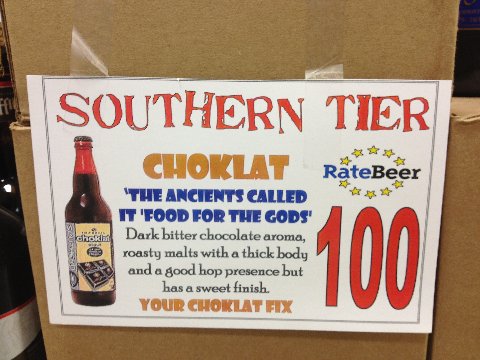 SOUTHERN TIER
CHOKLAT
'THE ANCIENTS CALLED
IT 'FOOD FOR THE GODS'
Dark bitter chocolate aroma,
roasty malts with a thick body
and a good hop presence but
has a sweet finish.
YOUR CHOKLAT FIX
RateBeer
100
choklat